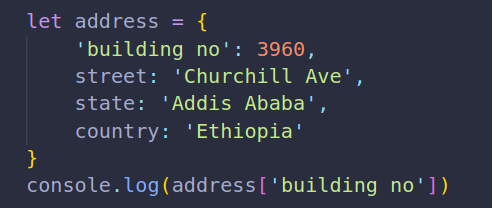 let address = {
    'building no': 3960,
    street: 'Churchill Ave',
    state: 'Addis Ababa',
    country: 'Ethiopia'
}
console.log(address['building no'])